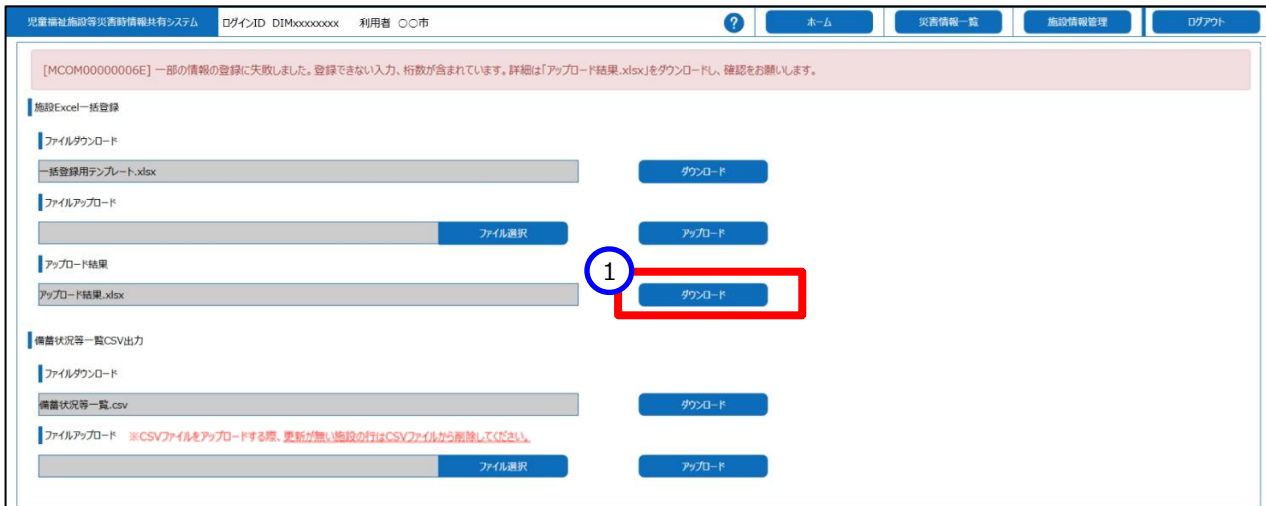 児童福祉施設等災害時情報共有システム ログインID DIMxxxxxxxx 利用者 〇〇市 ? ホーム 災害情報一覧 施設情報管理 ログアウト
[MCOM00000006E] 一部の情報の登録に失敗しました。登録できない入力、桁数が含まれています。詳細は「アップロード結果.xlsx」をダウンロードし、確認をお願いします。
施設Excel一括登録
ファイルダウンロード
一括登録用テンプレート.xlsx ダウンロード
ファイルアップロード
ファイル選択 アップロード
アップロード結果
1
アップロード結果.xlsx ダウンロード
備蓄状況等一覧CSV出力
ファイルダウンロード
備蓄状況等一覧.csv ダウンロード
ファイルアップロード ※CSVファイルをアップロードする際、更新が無い施設の行はCSVファイルから削除してください。
ファイル選択 アップロード